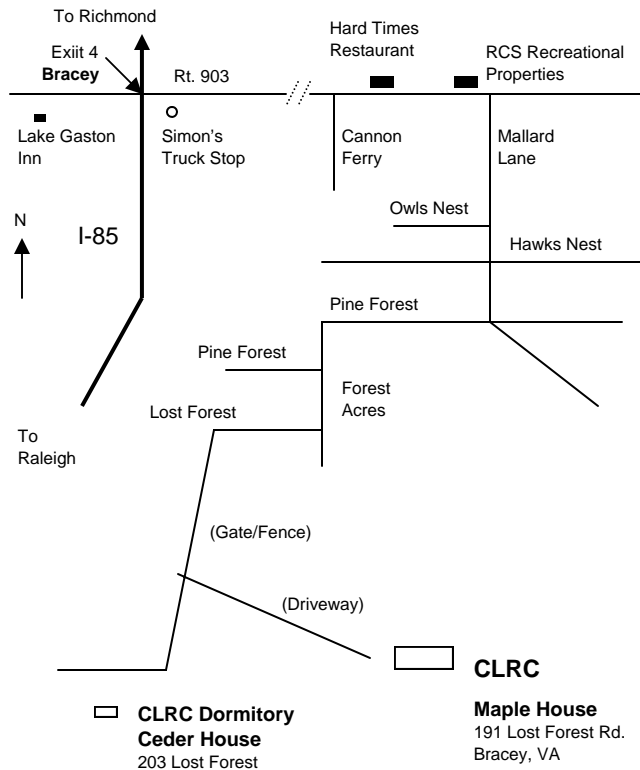 To Richmond
Exiit 4
Bracey
Rt. 903
Hard Times
Restaurant
RCS Recreational
Properties
Lake Gaston
Inn
Simon's
Truck Stop
Cannon
Ferry
Mallard
Lane
N
I-85
Owls Nest
Hawks Nest
Pine Forest
Pine Forest
Forest
Acres
Lost Forest
To
Raleigh
(Gate/Fence)
(Driveway)
CLRC
Maple House
191 Lost Forest Rd.
Bracey, VA
CLRC Dormitory
Ceder House
203 Lost Forest